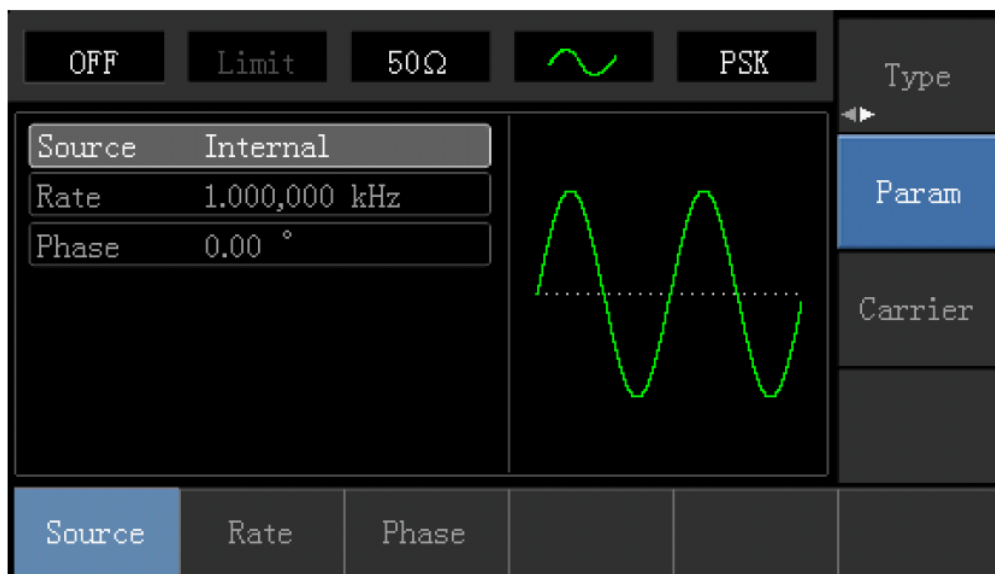 OFF Limit 50Ω PSK
Type
Source Internal
Rate 1.000,000 kHz
Phase 0.00 °
Param
Carrier
Source Rate Phase